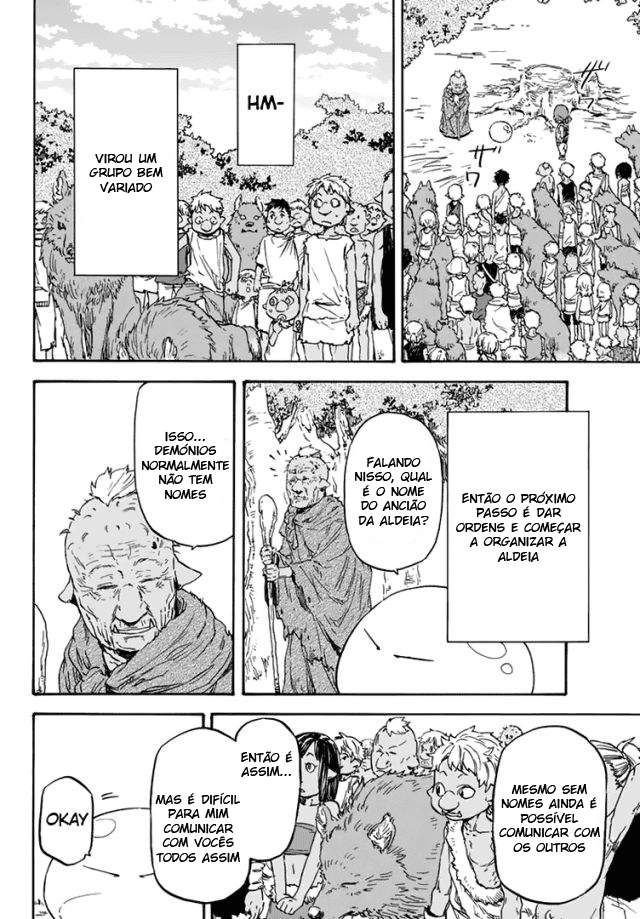 HM-
VIROU UM
GRUPO BEM
VARIADO
ENTÃO O PRÓXIMO
PASSO É DAR
ORDENS E COMEÇAR
A ORGANIZAR A
ALDEIA
FALANDO
NISSO, QUAL
É O NOME
DO ANCIÃO
DA ALDEIA?
ISSO...
DEMÓNIOS
NORMALMENTE
NÃO TEM
NOMES
MESMO SEM
NOMES AINDA É
POSSÍVEL
COMUNICAR COM
OS OUTROS
ENTÃO É
ASSIM...
MAS É DIFÍCIL
PARA MIM
COMUNICAR
COM VOCÊS
TODOS ASSIM
OKAY